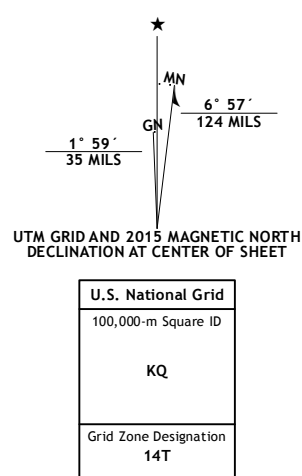 ★
MN
GN
6° 57´
124 MILS
1° 59´
35 MILS
UTM GRID AND 2015 MAGNETIC NORTH
DECLINATION AT CENTER OF SHEET
U.S. National Grid
100,000-m Square ID
KQ
Grid Zone Designation
14T